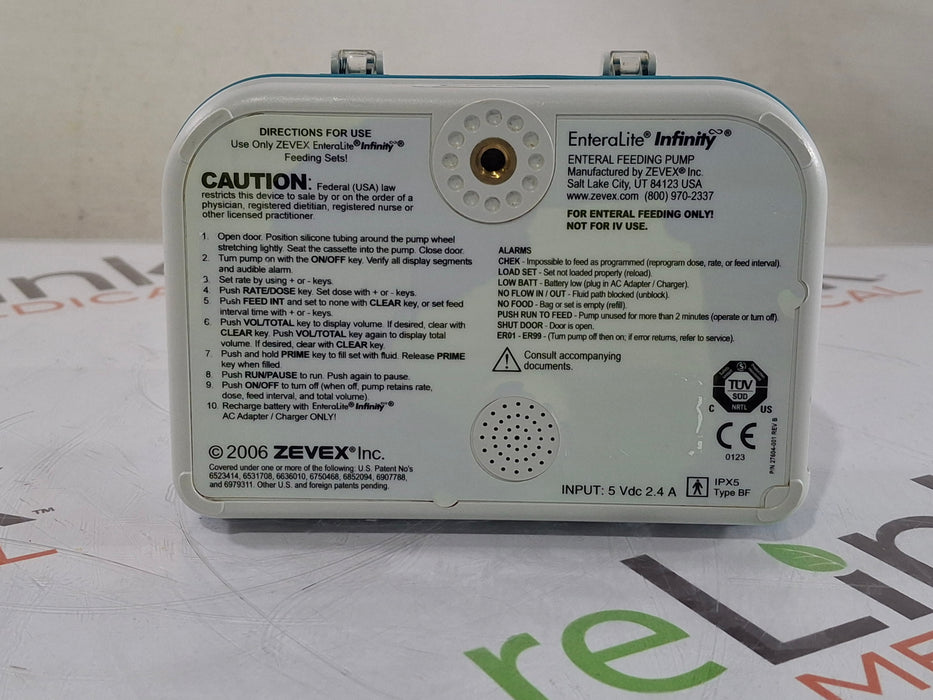 DIRECTIONS FOR USE
Use Only ZEVEX EnteraLite® Infinity®
Feeding Sets!
CAUTION: Federal (USA) law
restricts this device to sale by or on the order of a
physician, registered dietitian, registered nurse or
other licensed practitioner.
1. Open door. Position silicone tubing around the pump wheel
stretching lightly. Seat the cassette into the pump. Close door.
2. Turn pump on with the ON/OFF key. Verify all display segments
and audible alarm.
3. Set rate by using + or - keys.
4. Push RATE/DOSE key. Set dose with + or - keys.
5. Push FEED INT and set to none with CLEAR key, or set feed
interval time with + or - keys.
6. Push VOL/TOTAL key to display volume. If desired, clear with
CLEAR key. Push VOL/TOTAL key again to display total
volume. If desired, clear with CLEAR key.
7. Push and hold PRIME key to fill set with fluid. Release PRIME
key when filled.
8. Push RUN/PAUSE to run. Push again to pause.
9. Push ON/OFF to turn off (when off, pump retains rate,
dose, feed interval, and total volume).
10. Recharge battery with EnteraLite® Infinity®
AC Adapter / Charger ONLY!
© 2006 ZEVEX® Inc.
Covered under one or more of the following: U.S. Patent No's
6523414, 6531708, 6636010, 6750468, 6852094, 6907788,
and 6979311. Other U.S. and foreign patents pending.
EnteraLite® Infinity∞®
ENTERAL FEEDING PUMP
Manufactured by ZEVEX® Inc.
Salt Lake City, UT 84123 USA
www.zevex.com (800) 970-2337
FOR ENTERAL FEEDING ONLY!
NOT FOR IV USE.
ALARMS
CHEK - Impossible to feed as programmed (reprogram dose, rate, or feed interval).
LOAD SET - Set not loaded properly (reload).
LOW BATT - Battery low (plug in AC Adapter / Charger).
NO FLOW IN / OUT - Fluid path blocked (unblock).
NO FOOD - Bag or set is empty (refill).
PUSH RUN TO FEED - Pump unused for more than 2 minutes (operate or turn off).
SHUT DOOR - Door is open.
ER01 - ER99 - (Turn pump off then on; if error returns, refer to service).
Consult accompanying
documents.
TÜV
SÜD
NRTL
C US
CE
0123
P/N 27604-001 REV B
INPUT: 5 Vdc 2.4 A
IPX5
Type BF
reLink
MEDICAL